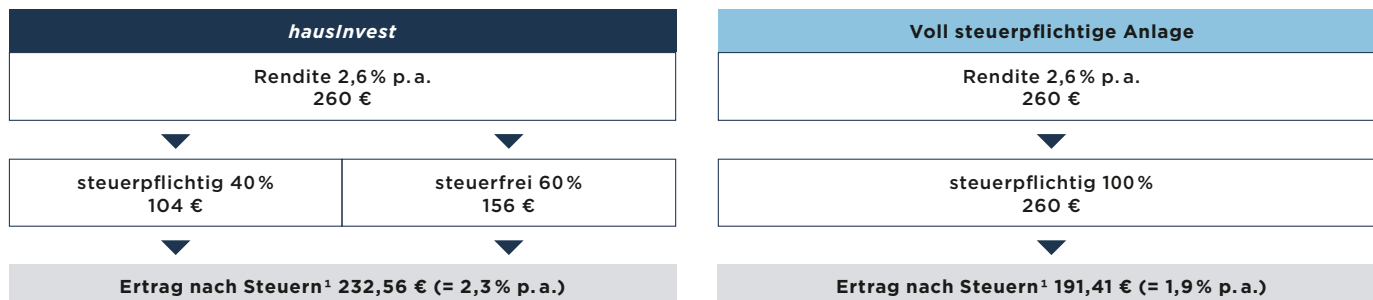 hausInvest
Rendite 2,6% p.a.
260 €
steuerpflichtig 40%
104 €
steuerfrei 60%
156 €
Ertrag nach Steuern¹ 232,56 € (= 2,3% p.a.)
Voll steuerpflichtige Anlage
Rendite 2,6% p.a.
260 €
steuerpflichtig 100%
260 €
Ertrag nach Steuern¹ 191,41 € (= 1,9% p.a.)